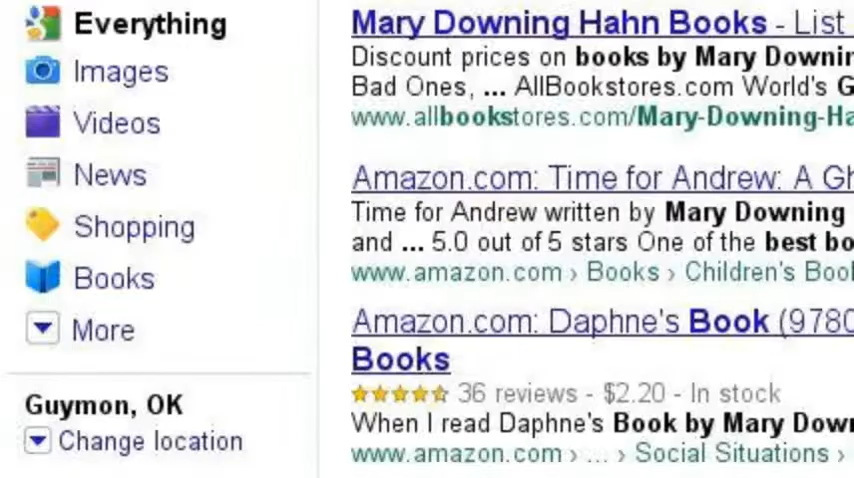 Everything
Images
Videos
News
Shopping
Books
More
Guymon, OK
Change location
Mary Downing Hahn Books - List
Discount prices on books by Mary
Bad Ones, ... AllBookstores.com World's
www.allbookstores.com/Mary-Downing-Ha
Amazon.com: Time for Andrew: A Gh
Time for Andrew written by Mary Downing
and ... 5.0 out of 5 stars One of the best bo
www.amazon.com › Books › Children's Bool
Amazon.com: Daphne's Book (9780
Books
36 reviews - $2.20 - In stock
When I read Daphne's Book by Mary
www.amazon.com › ... › Social Situations ›